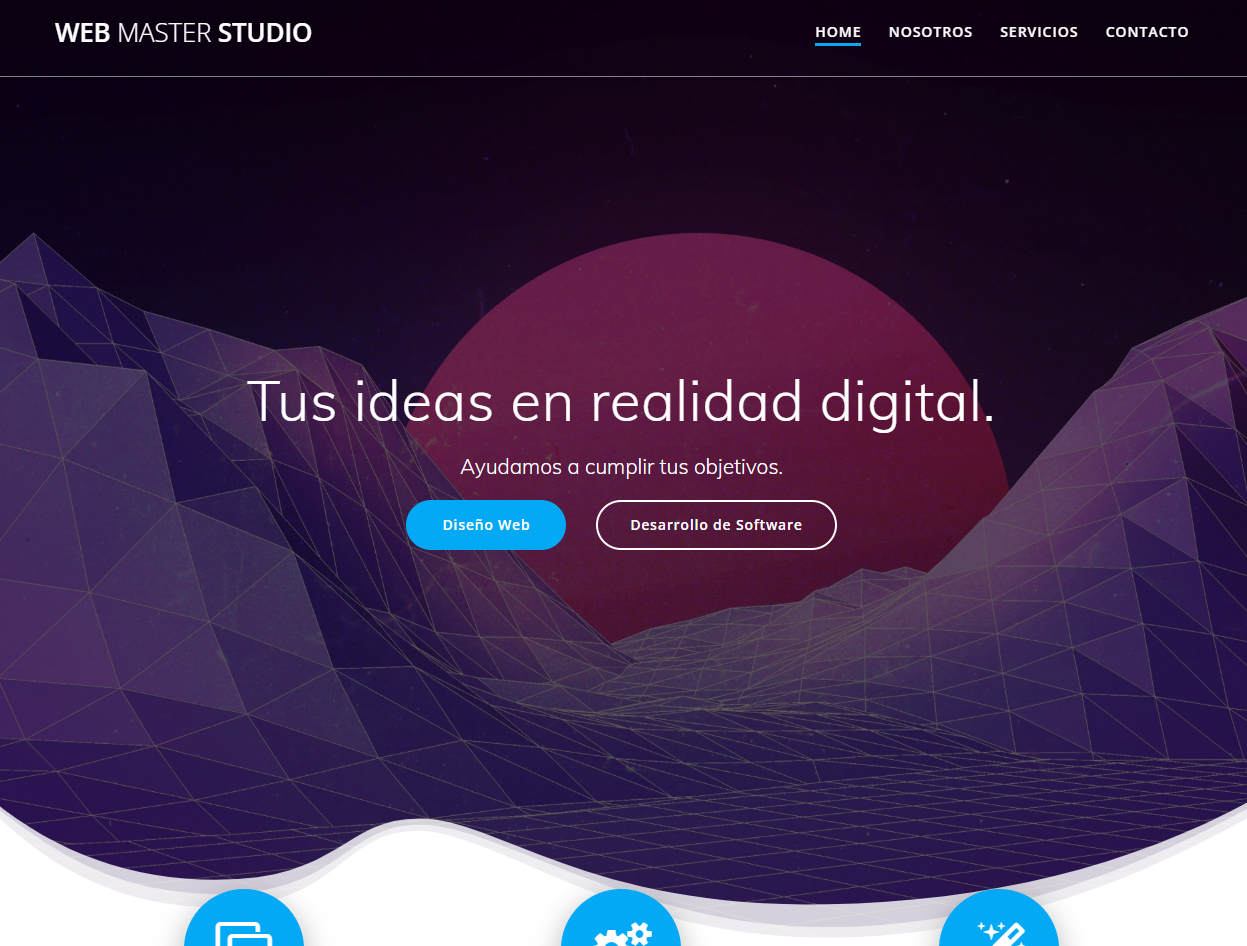 WEB MASTER STUDIO
HOME NOSOTROS SERVICIOS CONTACTO
Tus ideas en realidad digital.
Ayudamos a cumplir tus objetivos.
Diseño Web
Desarrollo de Software